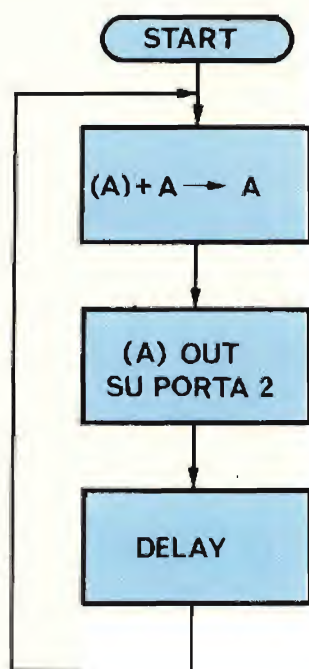 START
(A) + A → A
(A) OUT
SU PORTA 2
DELAY